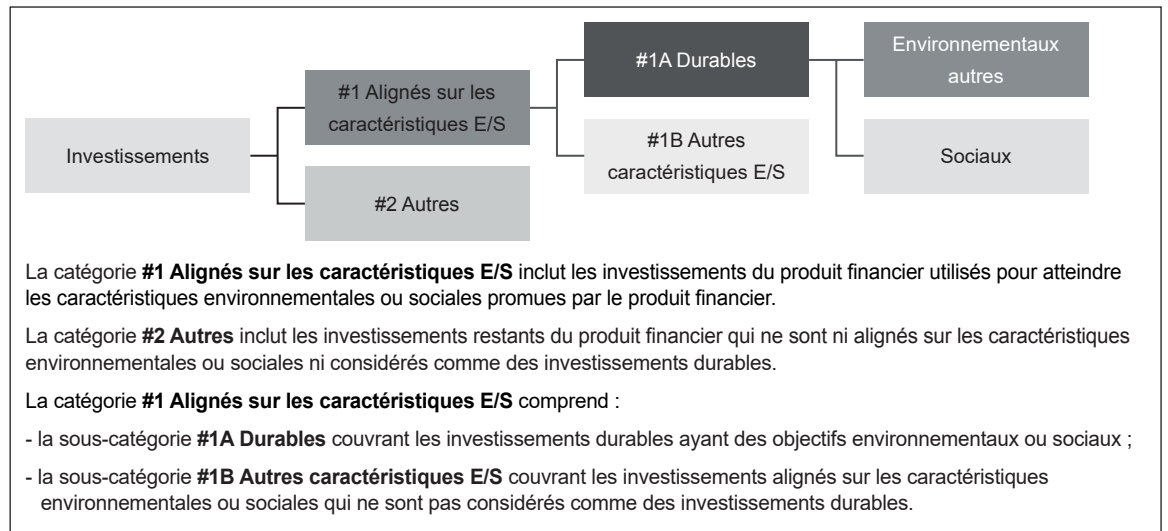 #1A Durables
Environnementaux
autres
#1 Alignés sur les
caractéristiques E/S
Investissements
#1B Autres
caractéristiques E/S
Sociaux
#2 Autres
La catégorie #1 Alignés sur les caractéristiques E/S inclut les investissements du produit financier utilisés pour atteindre
les caractéristiques environnementales ou sociales promues par le produit financier.
La catégorie #2 Autres inclut les investissements restants du produit financier qui ne sont ni alignés sur les caractéristiques
environnementales ou sociales ni considérés comme des investissements durables.
La catégorie #1 Alignés sur les caractéristiques E/S comprend :
- la sous-catégorie #1A Durables couvrant les investissements durables ayant des objectifs environnementaux ou sociaux ;
- la sous-catégorie #1B Autres caractéristiques E/S couvrant les investissements alignés sur les caractéristiques
environnementales ou sociales qui ne sont pas considérés comme des investissements durables.